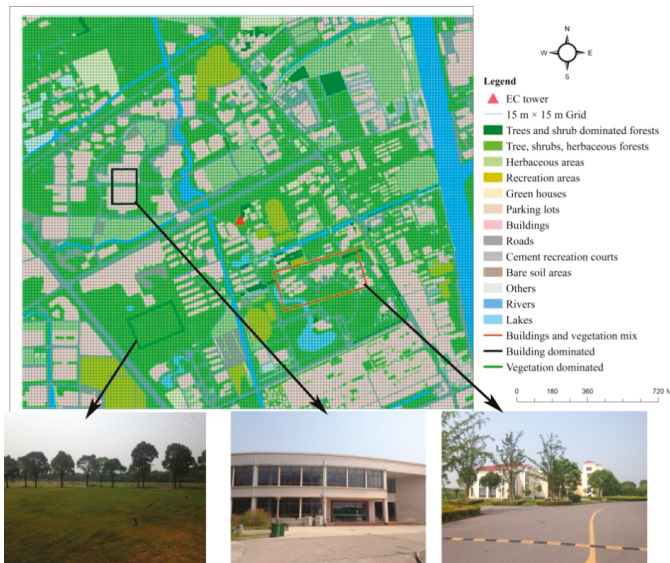 N
W E
S
Legend
EC tower
15 m × 15 m Grid
Trees and shrub dominated forests
Tree, shrubs, herbaceous forests
Herbaceous areas
Recreation areas
Green houses
Parking lots
Buildings
Roads
Cement recreation courts
Bare soil areas
Others
Rivers
Lakes
Buildings and vegetation mix
Building dominated
Vegetation dominated
0 180 360 720 M